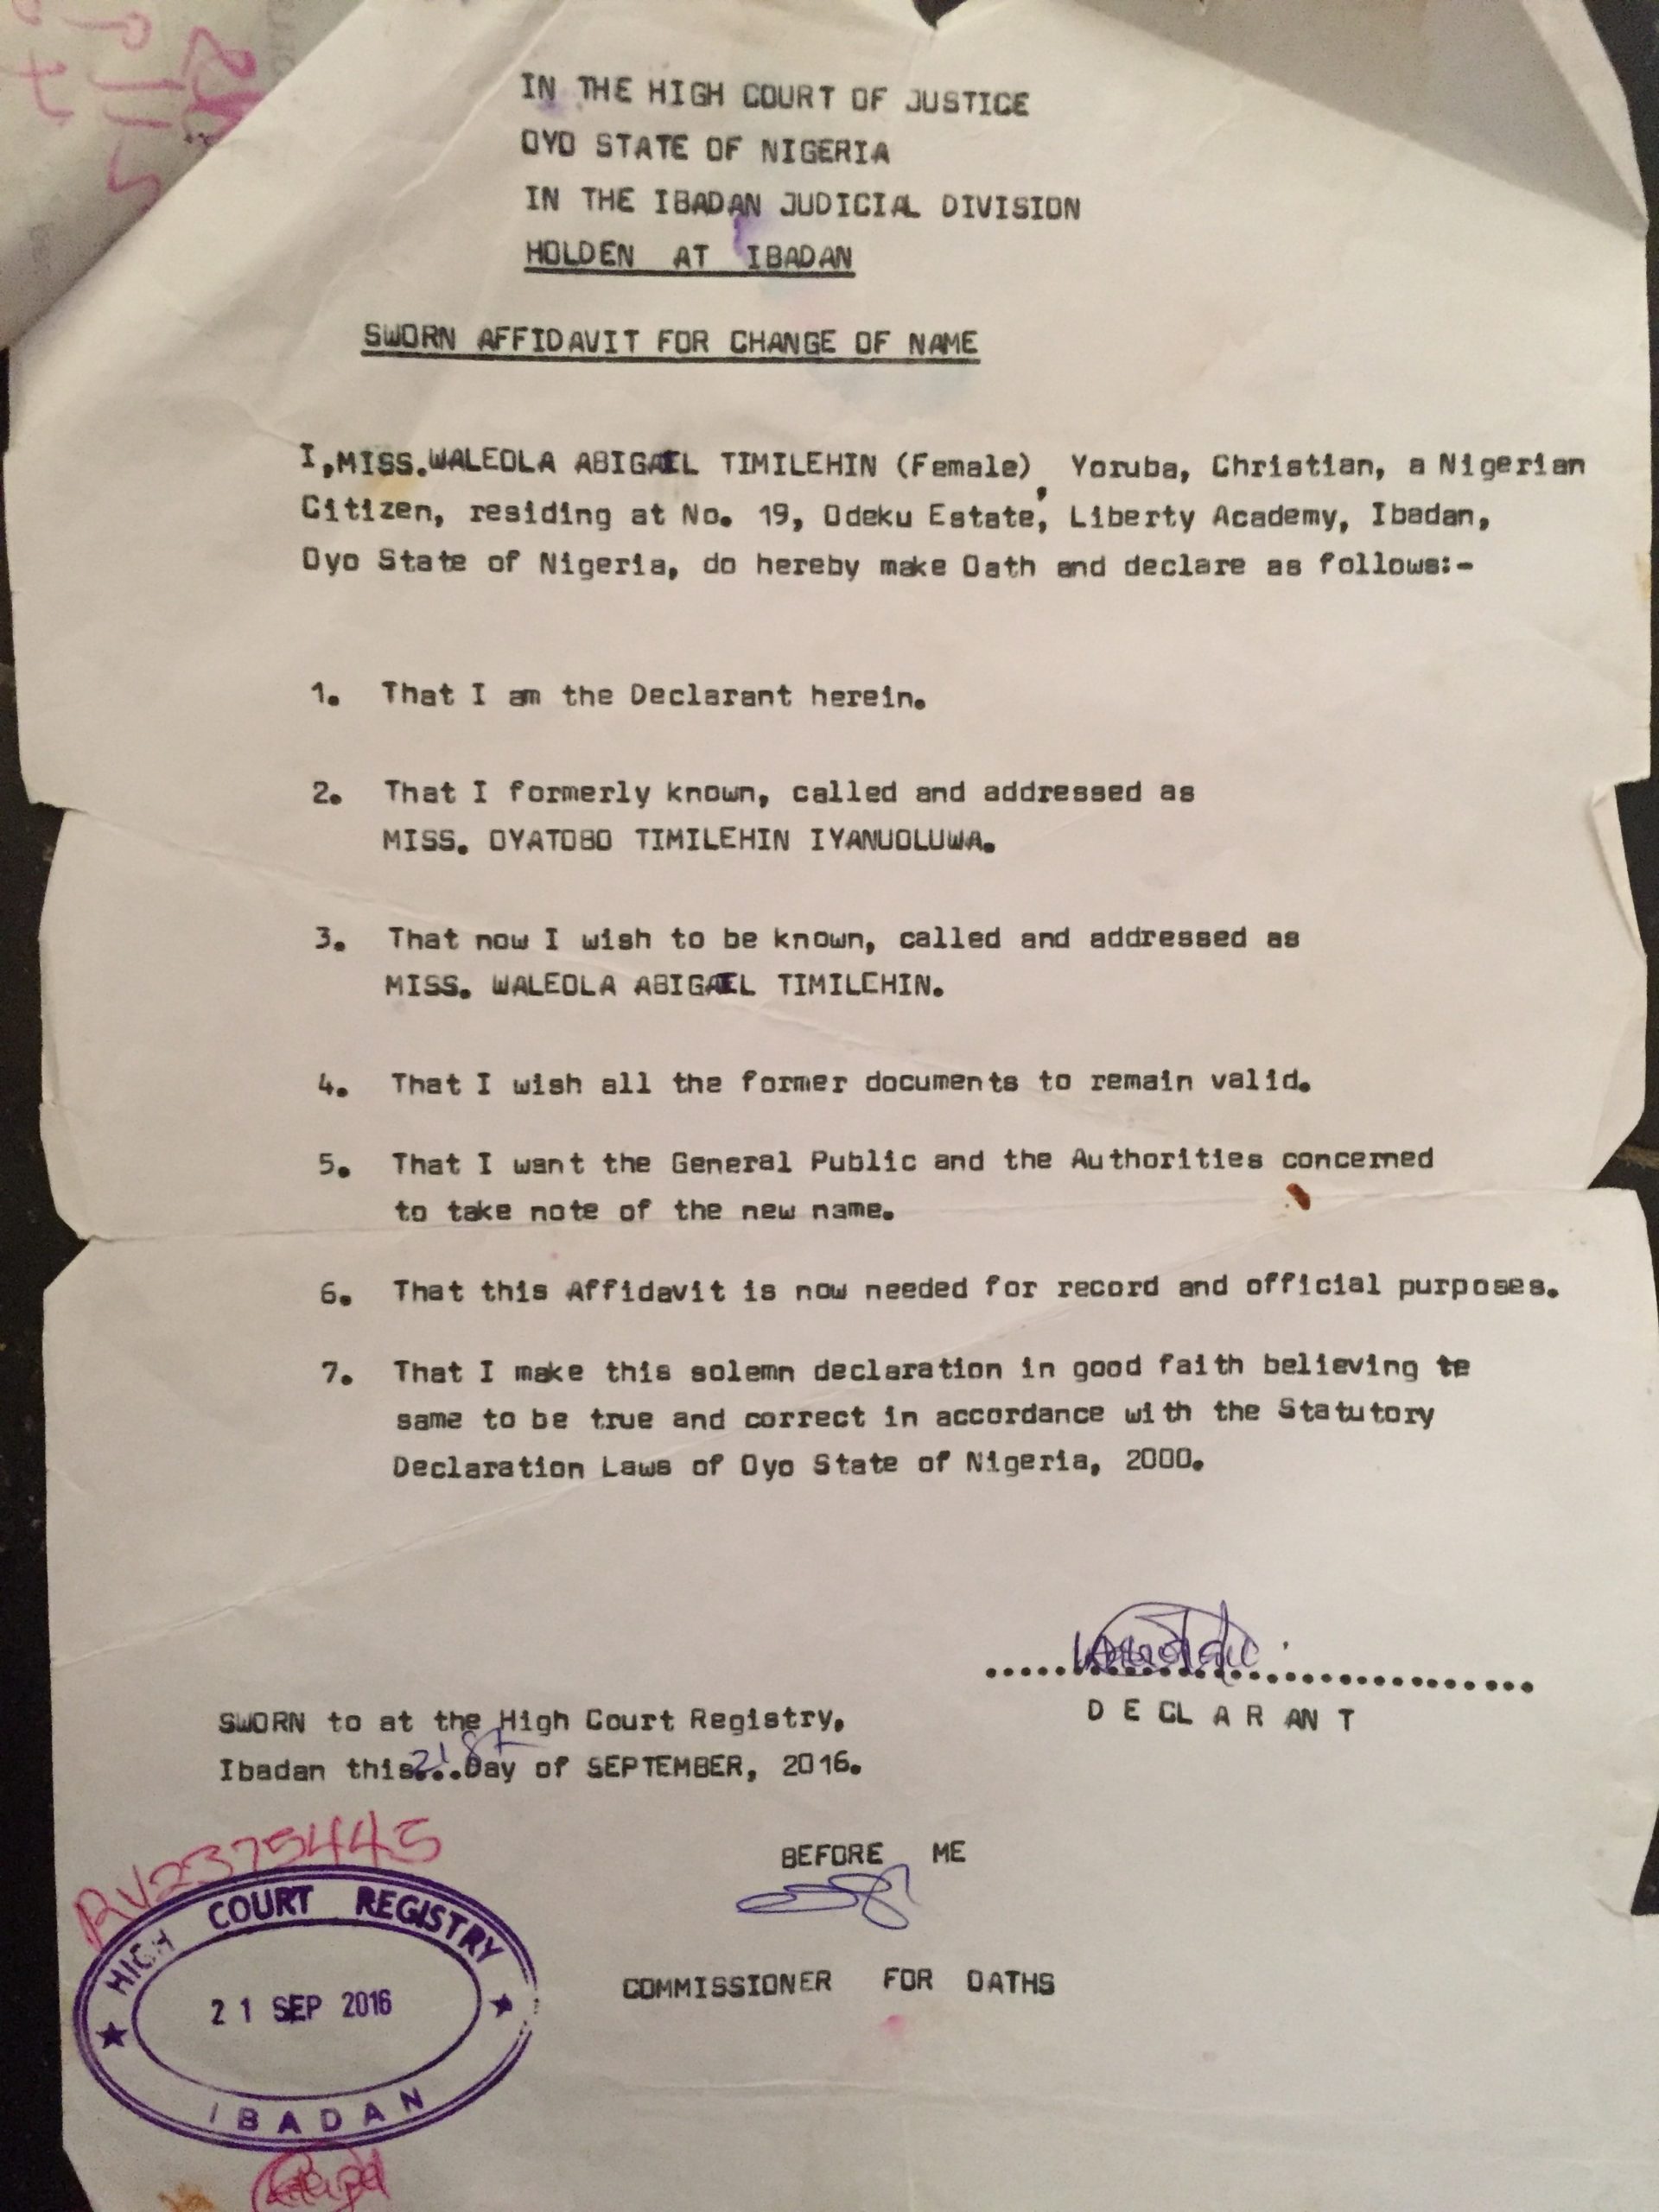 IN THE HIGH COURT OF JUSTICE
OYO STATE OF NIGERIA
IN THE IBADAN JUDICIAL DIVISION
HOLDEN AT IBADAN
SWORN AFFIDAVIT FOR CHANGE OF NAME
I, MISS. WALEOLA ABIGAIL TIMILEHIN (Female), Yoruba, Christian, a Nigerian
Citizen, residing at No. 19, Odeku Estate, Liberty Academy, Ibadan,
Oyo State of Nigeria, do hereby make Oath and declare as follows:-
1. That I am the Declarant herein.
2. That I formerly known, called and addressed as
MISS. OYATOBO TIMILEHIN IYANUOLUWA.
3. That now I wish to be known, called and addressed as
MISS. WALEOLA ABIGAIL TIMILEHIN.
4. That I wish all the former documents to remain valid.
5. That I want the General Public and the Authorities concerned
to take note of the new name.
6. That this Affidavit is now needed for record and official purposes.
7. That I make this solemn declaration in good faith believing te
same to be true and correct in accordance with the Statutory
Declaration Laws of Oyo State of Nigeria, 2000.
DECLARANT
SWORN to at the High Court Registry,
Ibadan this 21st Day of SEPTEMBER, 2016.
RV2375445
BEFORE ME
COMMISSIONER FOR OATHS
HIGH COURT REGISTRY
21 SEP 2016
IBADAN